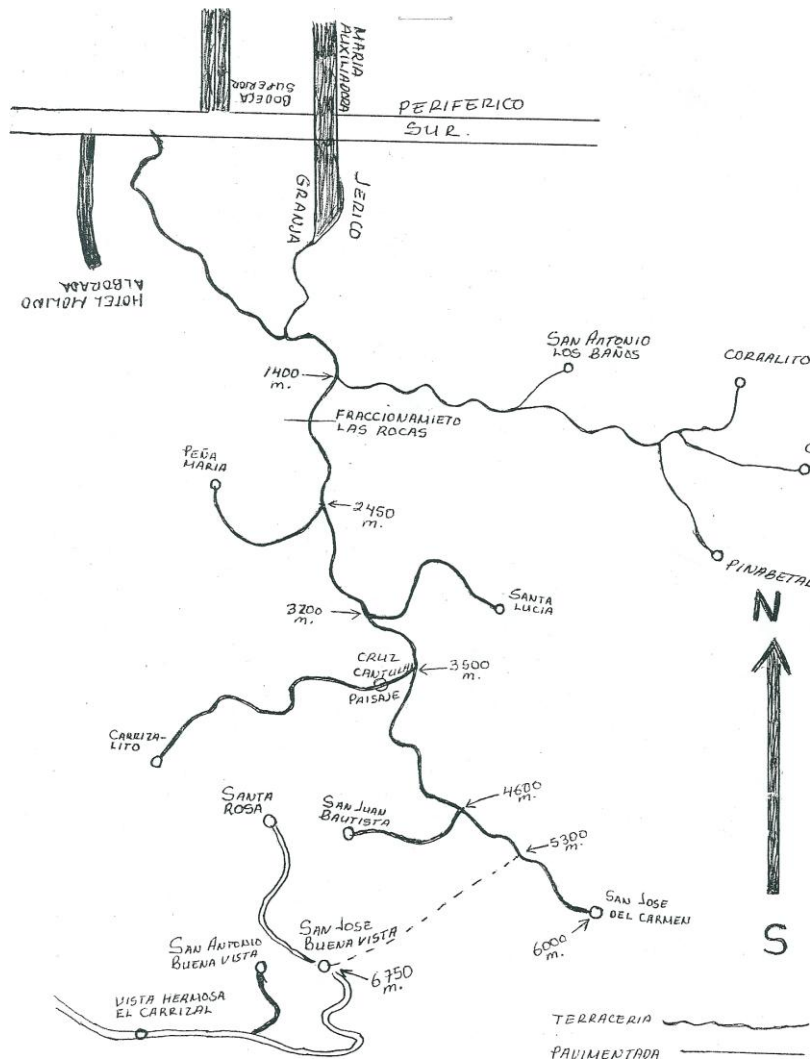 MARIA
AUXILIADORA
BODEGA
SUPERIOR
PERIFERICO
SUR.
GRANJA
JERICO
HOTEL MOLINO
ALBORADA
SAN ANTONIO
LOS BAÑOS
CORRALITO
1400
m.
FRACCIONAMIETO
LAS ROCAS
PEÑA
MARIA
2450
m.
PINABETAL
3200
m.
SANTA
LUCIA
N
CRUZ
CANTULAN
PAISAJE
3500
m.
CARRIZA-
LITO
SANTA
ROSA
SAN JUAN
BAUTISTA
4600
m.
5300
m.
SAN JOSE
DEL CARMEN
6000
m.
SAN JOSE
BUENA VISTA
SAN ANTONIO
BUENA VISTA
6750
m.
S
VISTA HERMOSA
EL CARRIZAL
TERRACERIA
PAVIMENTADA